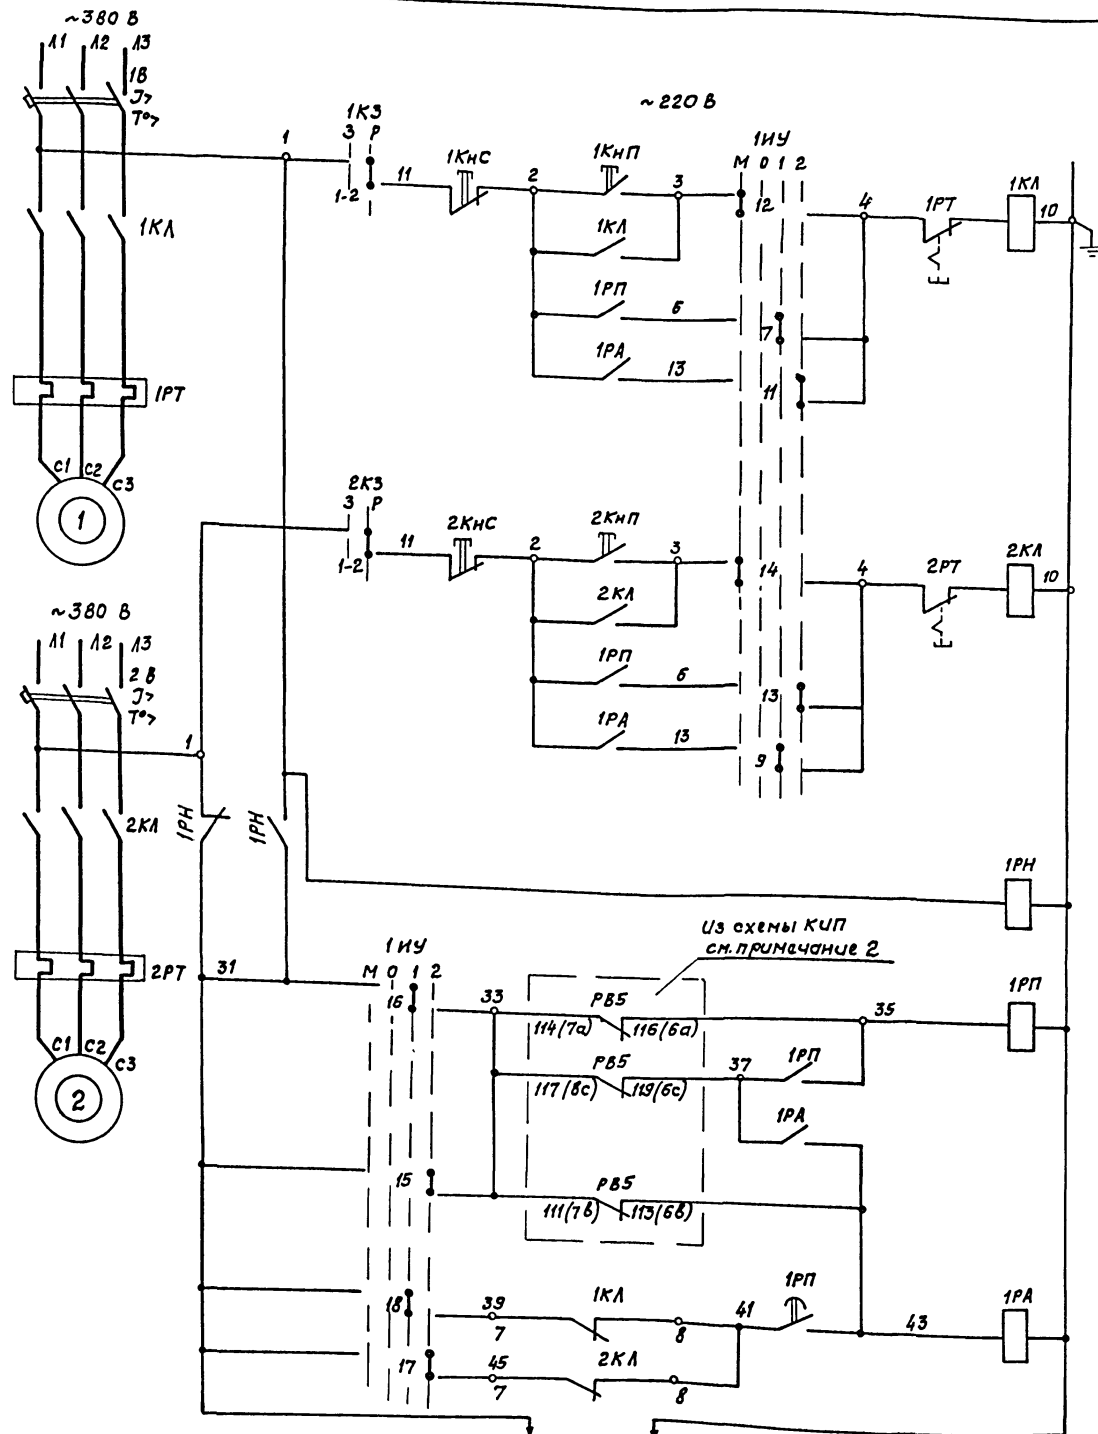 ~380 В
Л1 Л2 Л3
1В
J>
T°>
1КЛ
1РТ
С1 С2 С3
1
1
1КЗ
З Р
1-2
11
1КнС
2
1КнП
3
1КЛ
1РП
6
1РА
13
~220 В
1ИУ
М 0 1 2
12
7
11
4
1РТ
1КЛ
10
2КЗ
З Р
1-2
11
2КнС
2
2КнП
3
2КЛ
1РП
6
1РА
13
14
13
9
4
2РТ
2КЛ
10
~380 В
Л1 Л2 Л3
2В
J>
T°>
1
2КЛ
1РН
1РН
1РН
2РТ
С1 С2 С3
2
31
1ИУ
М 0 1 2
16
33
Из схемы КИП
см. примечание 2
РВ5
114(7а) 116(6а)
35
1РП
РВ5
117(8с) 119(6с)
37
1РП
1РА
15
РВ5
111(7в) 113(6в)
18
39
7
1КЛ
8
41
1РП
43
1РА
17
45
7
2КЛ
8